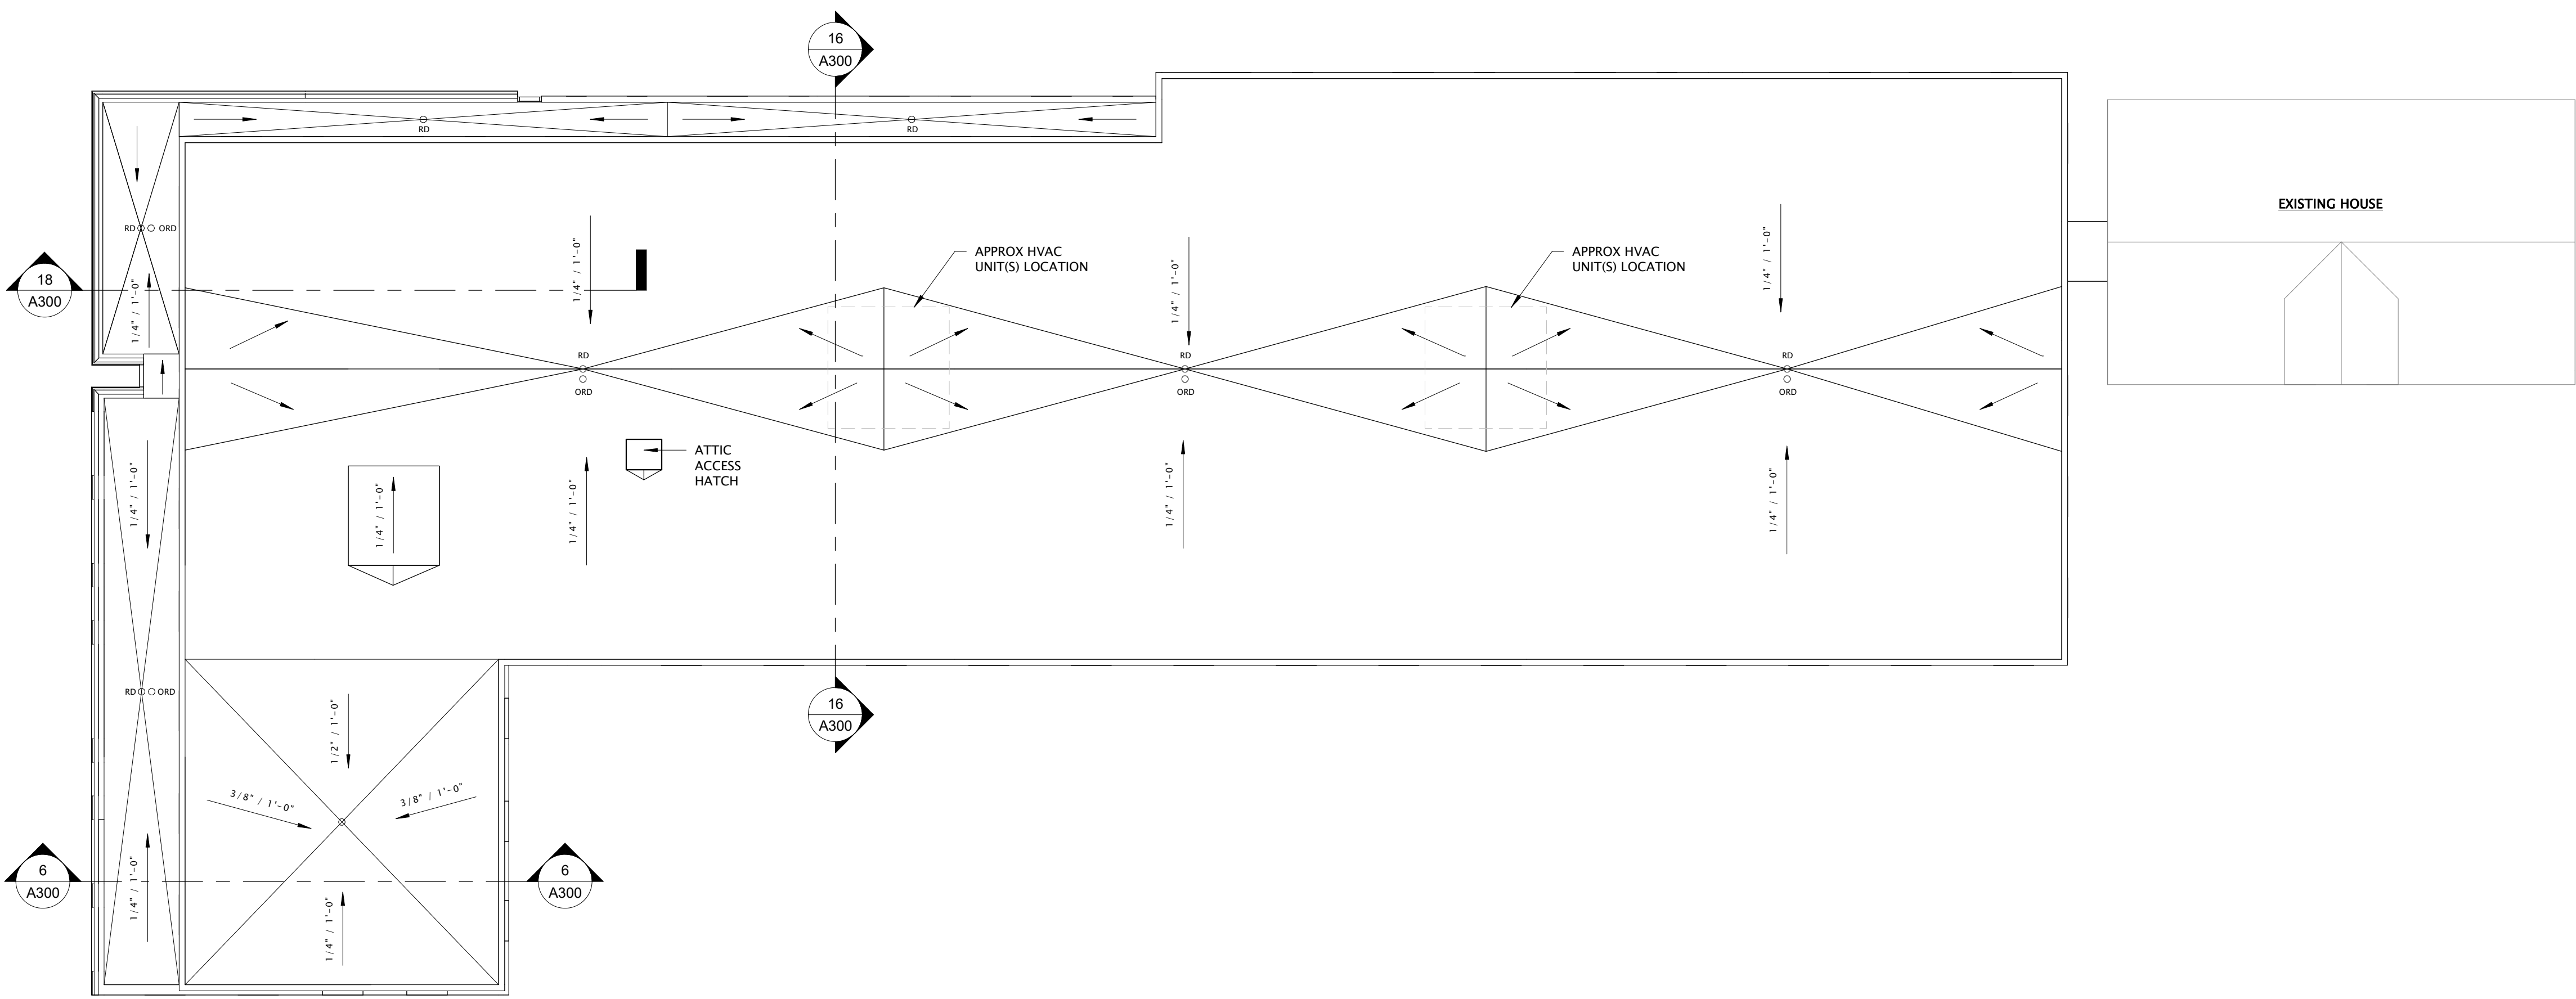 16
A300
RD
RD
EXISTING HOUSE
RD
ORD
1/4" / 1'-0"
1/4" / 1'-0"
APPROX HVAC
UNIT(S) LOCATION
1/4" / 1'-0"
APPROX HVAC
UNIT(S) LOCATION
1/4" / 1'-0"
18
A300
RD
ORD
RD
ORD
RD
ORD
ATTIC
ACCESS
HATCH
1/4" / 1'-0"
1/4" / 1'-0"
1/4" / 1'-0"
1/4" / 1'-0"
1/4" / 1'-0"
RD
ORD
1/2" / 1'-0"
16
A300
3/8" / 1'-0"
3/8" / 1'-0"
6
A300
1/4" / 1'-0"
1/4" / 1'-0"
6
A300